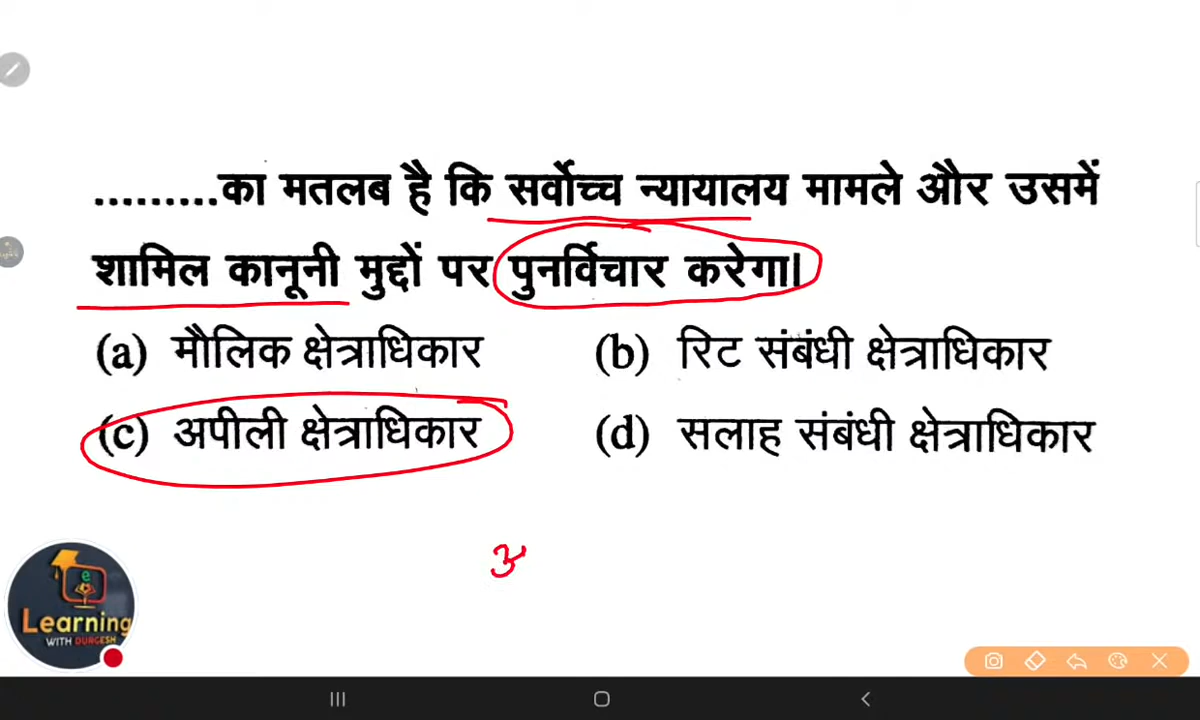 .........का मतलब है कि सर्वोच्च न्यायालय मामले और उसमें
शामिल कानूनी मुद्दों पर पुनर्विचार करेगा।
(a) मौलिक क्षेत्राधिकार (b) रिट संबंधी क्षेत्राधिकार
(c) अपीली क्षेत्राधिकार (d) सलाह संबंधी क्षेत्राधिकार
e
Learning
WITH DURGESH